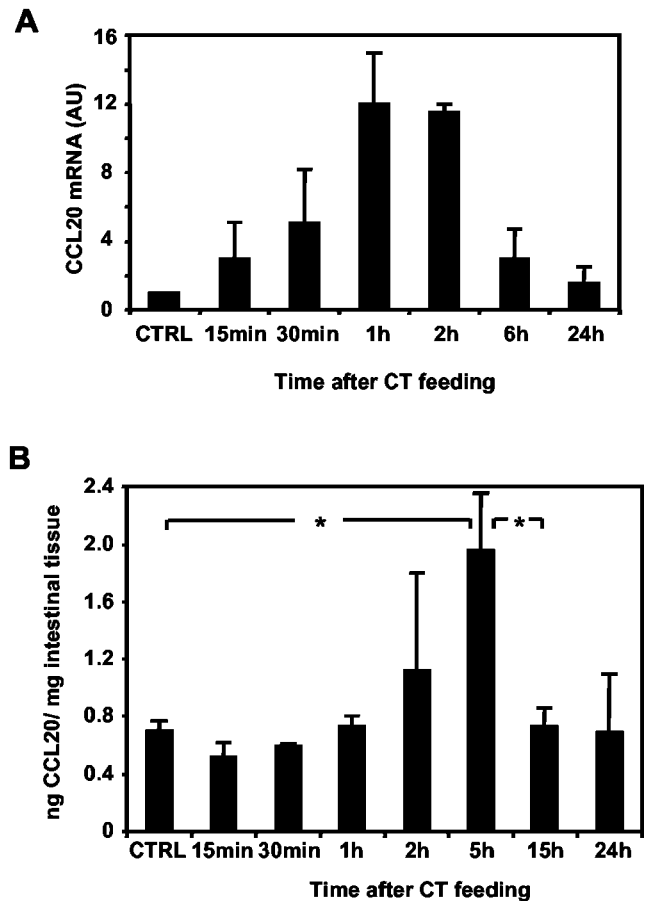 A
CCL20 mRNA (AU)
16
12
8
4
0
CTRL 15min 30min 1h 2h 6h 24h
Time after CT feeding
B
ng CCL20/ mg intestinal tissue
2.4
2.0
1.6
1.2
0.8
0.4
0
* *
CTRL 15min 30min 1h 2h 5h 15h 24h
Time after CT feeding